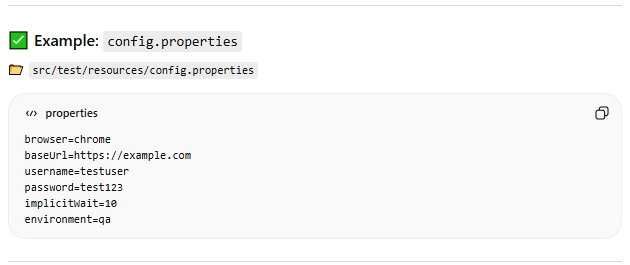 Example: config.properties
src/test/resources/config.properties
properties
browser=chrome
baseUrl=https://example.com
username=testuser
password=test123
implicitWait=10
environment=qa